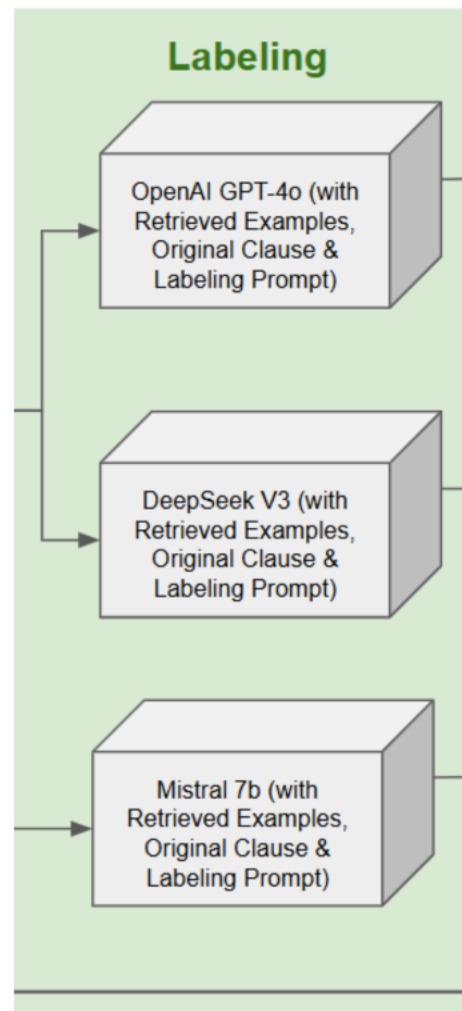 Labeling
OpenAI GPT-4o (with
Retrieved Examples,
Original Clause &
Labeling Prompt)
DeepSeek V3 (with
Retrieved Examples,
Original Clause &
Labeling Prompt)
Mistral 7b (with
Retrieved Examples,
Original Clause &
Labeling Prompt)